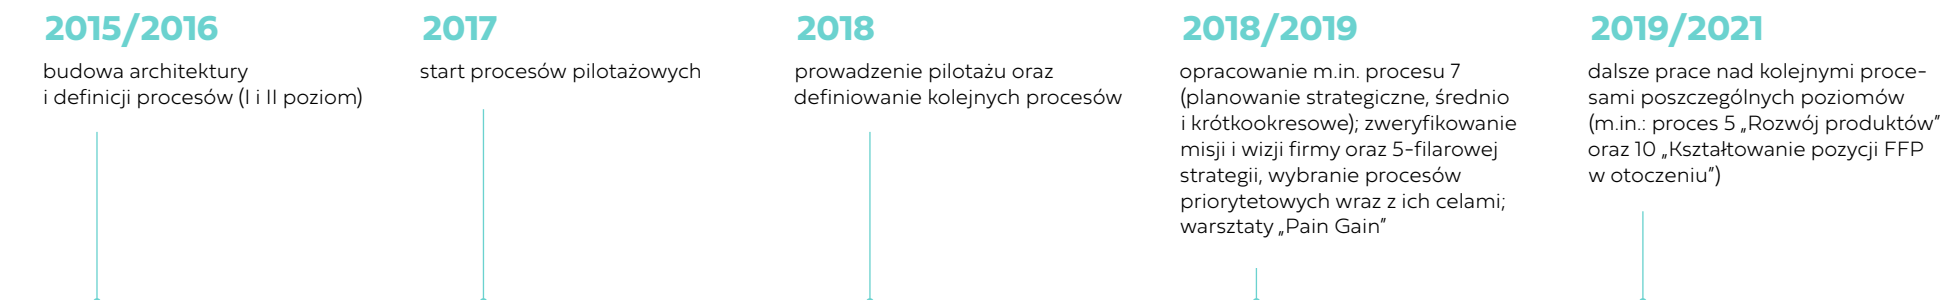 2015/2016
budowa architektury
i definicji procesów (I i II poziom)
2017
start procesów pilotażowych
2018
prowadzenie pilotażu oraz
definiowanie kolejnych procesów
2018/2019
opracowanie m.in. procesu 7
(planowanie strategiczne, średnio
i krótkookresowe); zweryfikowanie
misji i wizji firmy oraz 5-filarowej
strategii, wybranie procesów
priorytetowych wraz z ich celami;
warsztaty „Pain Gain”
2019/2021
dalsze prace nad kolejnymi proce-
sami poszczególnych poziomów
(m.in.: proces 5 „Rozwój produktów”
oraz 10 „Kształtowanie pozycji FFP
w otoczeniu”)